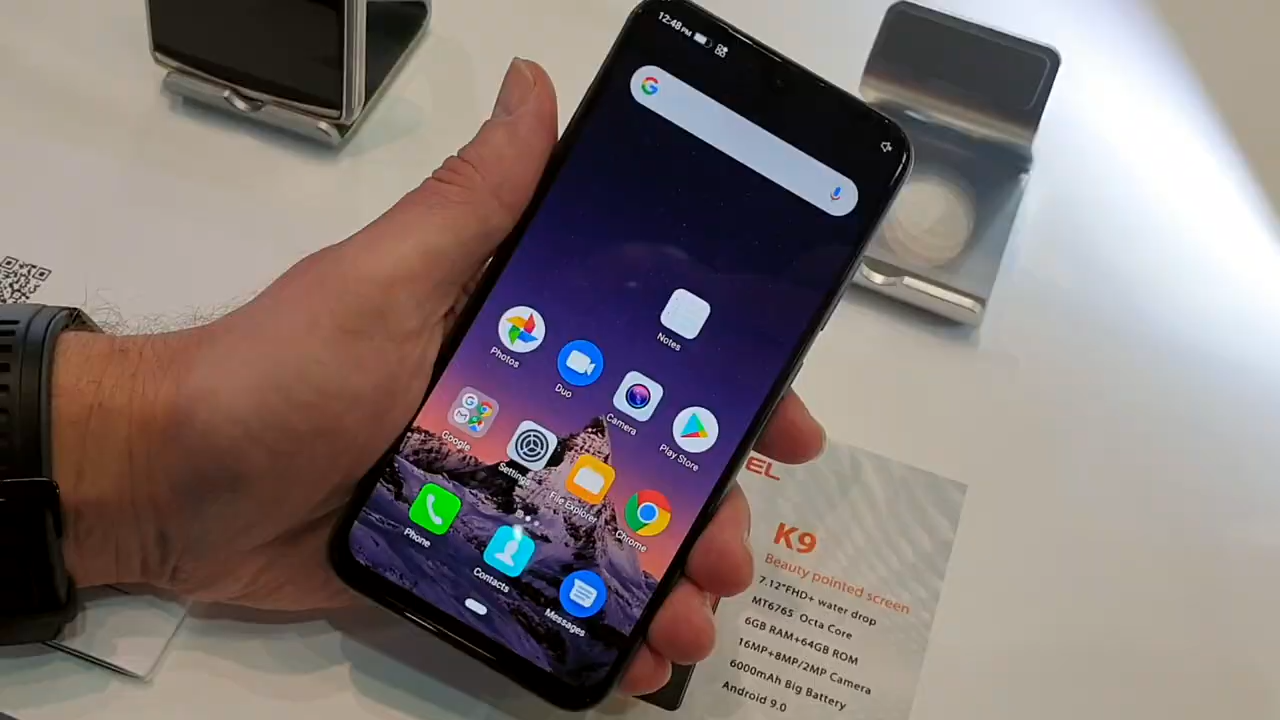 12:48 PM
Notes
Photos
Duo
Camera
Play Store
Google
Settings
File Explorer
Chrome
Phone
Contacts
Messages
EL
K9
Beauty pointed screen
7.12"FHD+ water drop
MT6765 Octa Core
6GB RAM+64GB ROM
16MP+8MP/2MP Camera
6000mAh Big Battery
Android 9.0